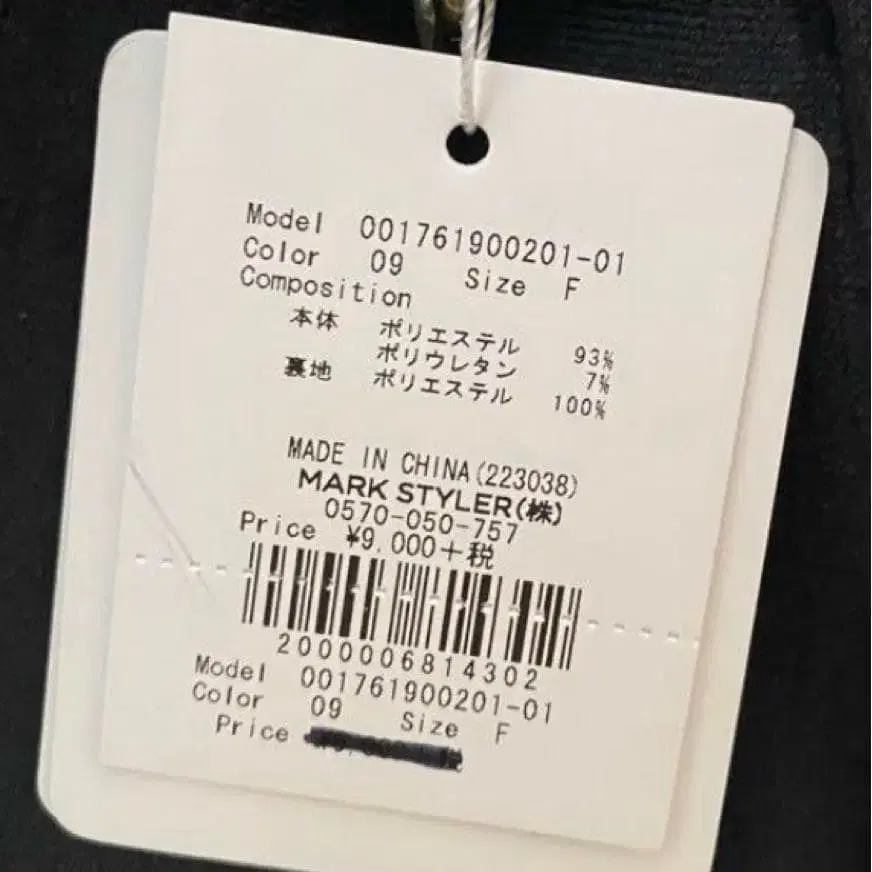 Model 001761900201-01
Color 09 Size F
Composition
本体 ポリエステル 93%
ポリウレタン 7%
裏地 ポリエステル 100%
MADE IN CHINA(223038)
MARK STYLER(株)
0570-050-757
Price ¥9,000+税
2000006814302
Model 001761900201-01
Color 09 Size F
Price